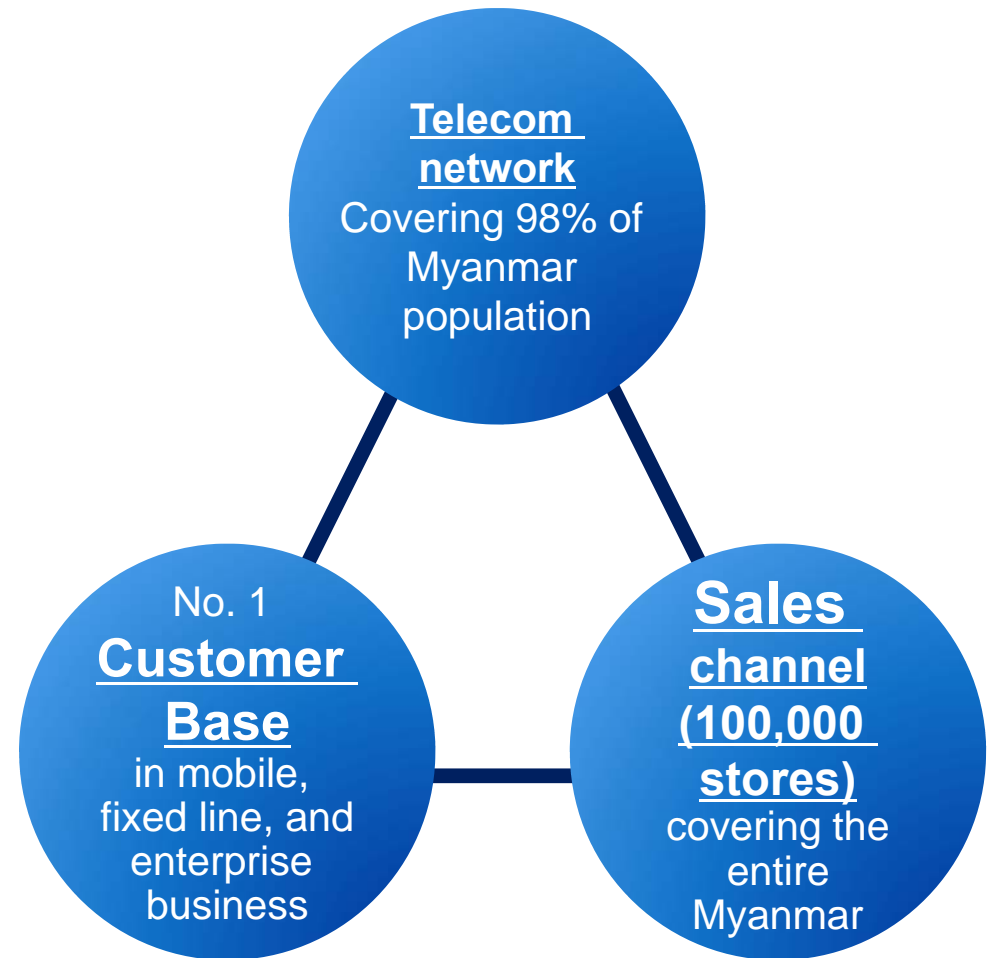 Telecom
network
Covering 98% of
Myanmar
population
No. 1
Customer
Base
in mobile,
fixed line, and
enterprise
business
Sales
channel
(100,000
stores)
covering the
entire
Myanmar